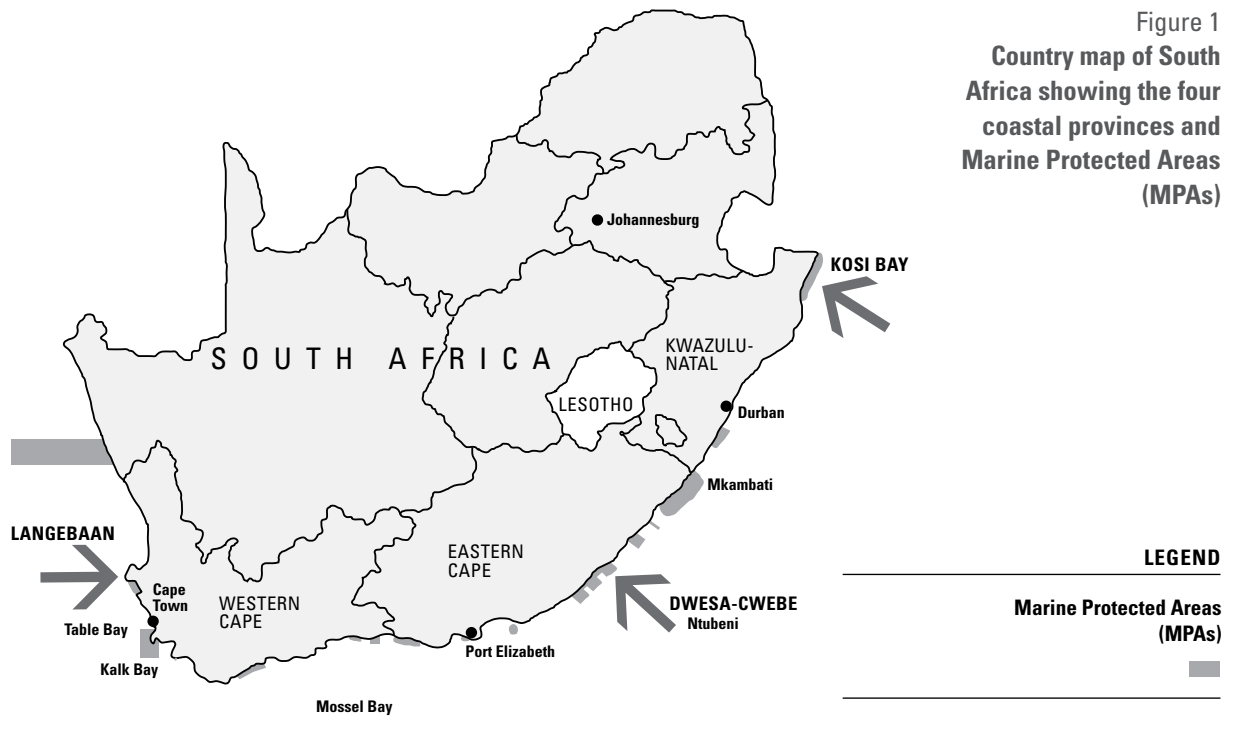 Figure 1
Country map of South
Africa showing the four
coastal provinces and
Marine Protected Areas
(MPAs)
Johannesburg
KOSI BAY
SOUTH AFRICA
KWAZULU-
NATAL
LESOTHO
Durban
Mkambati
LANGEBAAN
EASTERN
CAPE
Cape
Town
WESTERN
CAPE
DWESA-CWEBE
Ntubeni
Table Bay
Port Elizabeth
Kalk Bay
Mossel Bay
LEGEND
Marine Protected Areas
(MPAs)